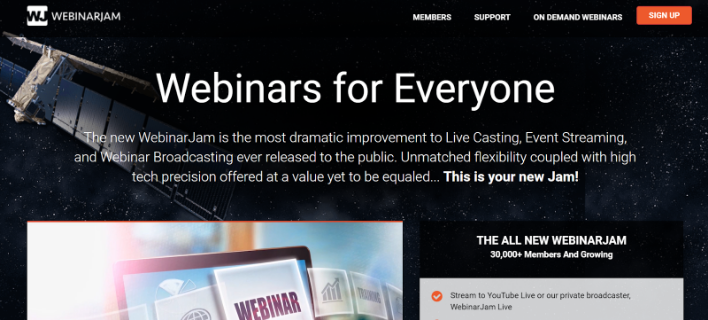 WJ WEBINARJAM
MEMBERS SUPPORT ON DEMAND WEBINARS SIGN UP
Webinars for Everyone
The new WebinarJam is the most dramatic improvement to Live Casting, Event Streaming,
and Webinar Broadcasting ever released to the public. Unmatched flexibility coupled with high
tech precision offered at a value yet to be equaled... This is your new Jam!
WEBINAR
TRAINING
THE ALL NEW WEBINARJAM
30,000+ Members And Growing
Stream to YouTube Live or our private broadcaster,
WebinarJam Live